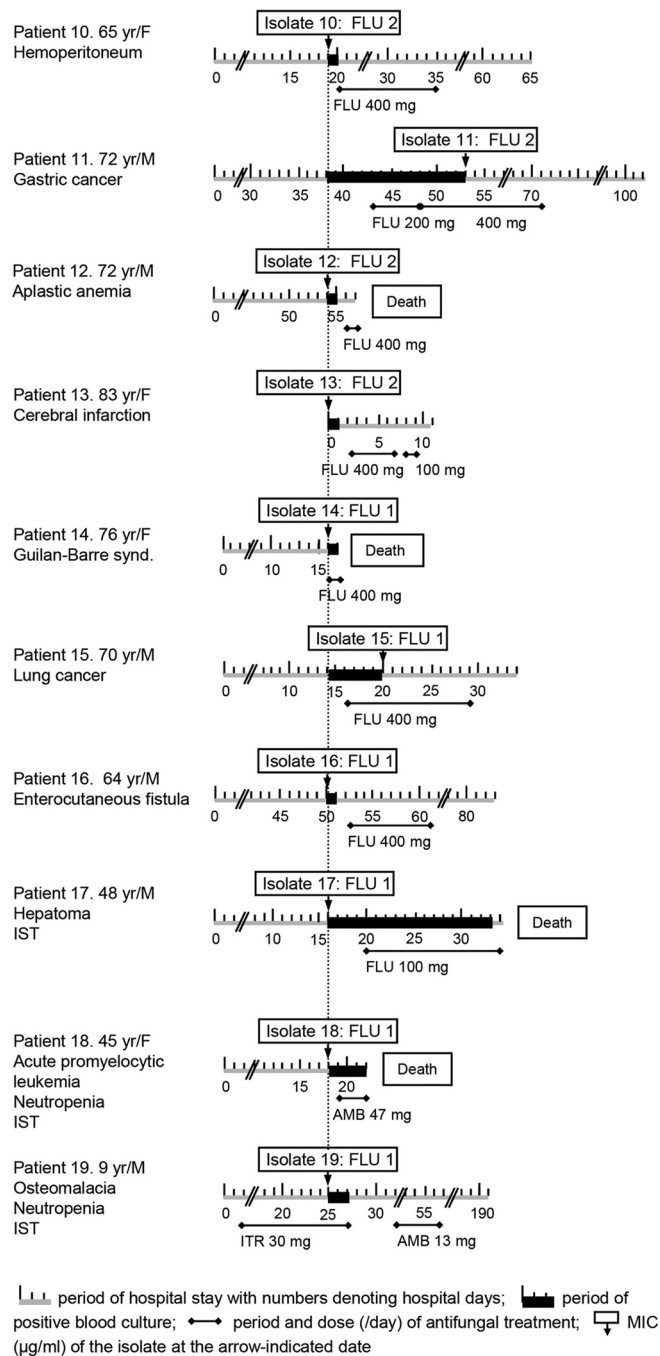 Patient 10. 65 yr/F
Hemoperitoneum
Isolate 10: FLU 2
0 15 20 30 35 60 65
FLU 400 mg
Patient 11. 72 yr/M
Gastric cancer
Isolate 11: FLU 2
0 30 35 40 45 50 55 70 100
FLU 200 mg 400 mg
Patient 12. 72 yr/M
Aplastic anemia
Isolate 12: FLU 2
0 50 55
Death
FLU 400 mg
Patient 13. 83 yr/F
Cerebral infarction
Isolate 13: FLU 2
0 5 10
FLU 400 mg 100 mg
Patient 14. 76 yr/F
Guilan-Barre synd.
Isolate 14: FLU 1
0 10 15
Death
FLU 400 mg
Patient 15. 70 yr/M
Lung cancer
Isolate 15: FLU 1
0 10 15 20 25 30
FLU 400 mg
Patient 16. 64 yr/M
Enterocutaneous fistula
Isolate 16: FLU 1
0 45 50 55 60 80
FLU 400 mg
Patient 17. 48 yr/M
Hepatoma
IST
Isolate 17: FLU 1
0 10 15 20 25 30
Death
FLU 100 mg
Patient 18. 45 yr/F
Acute promyelocytic
leukemia
Neutropenia
IST
Isolate 18: FLU 1
0 15 20
Death
AMB 47 mg
Patient 19. 9 yr/M
Osteomalacia
Neutropenia
IST
Isolate 19: FLU 1
0 20 25 30 55 190
ITR 30 mg AMB 13 mg
period of hospital stay with numbers denoting hospital days; period of
positive blood culture; period and dose (/day) of antifungal treatment; MIC
(µg/ml) of the isolate at the arrow-indicated date